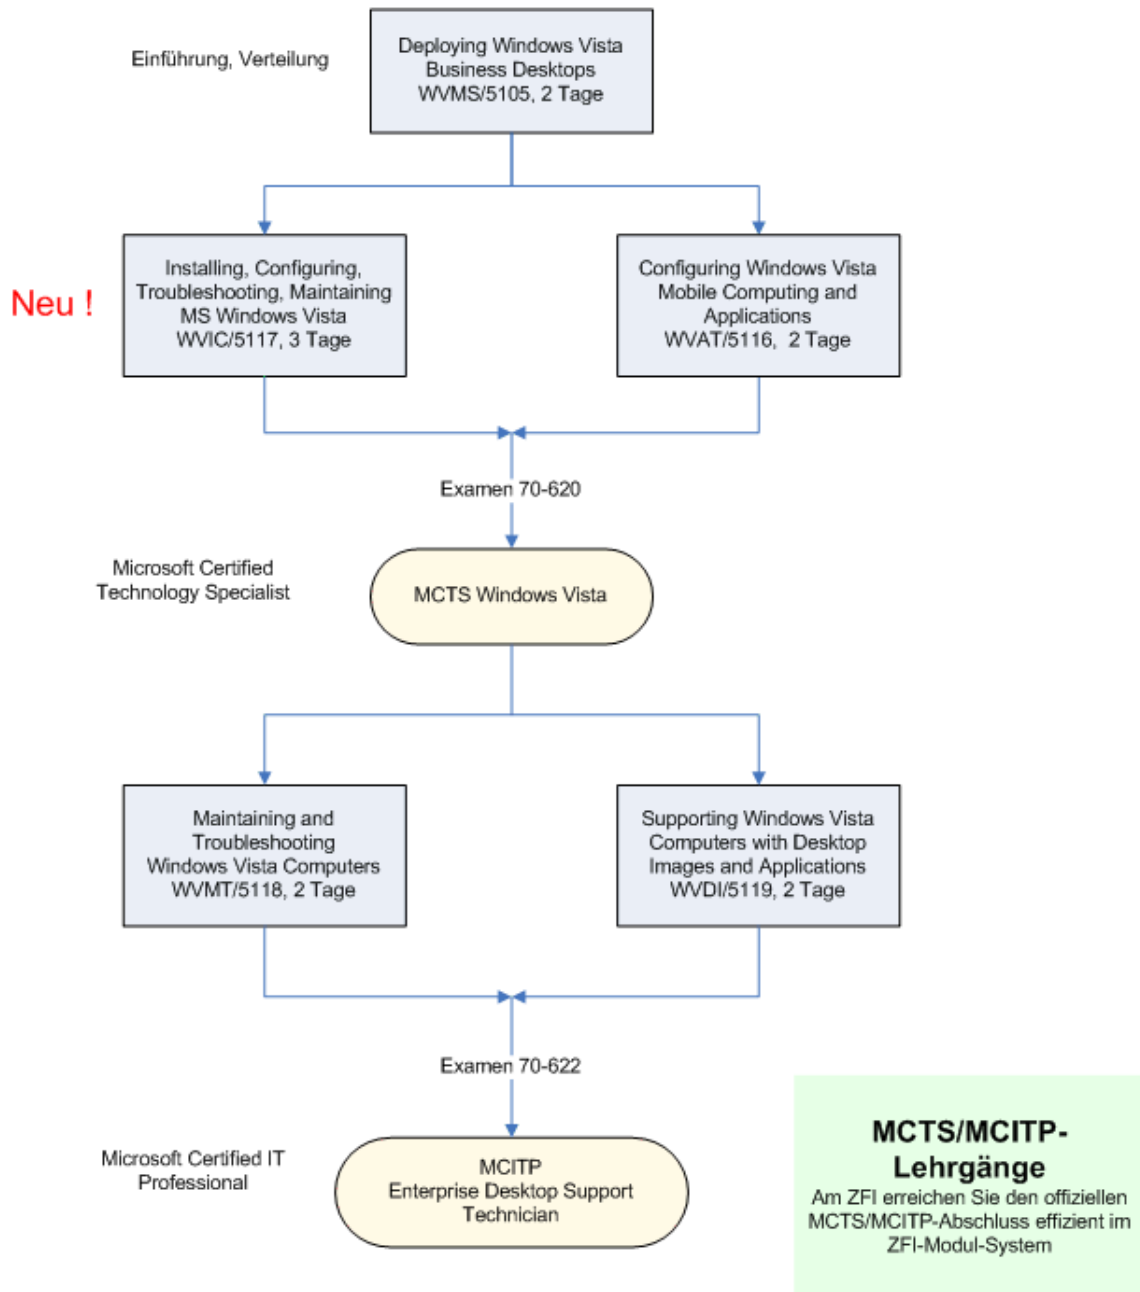 Einführung, Verteilung
Deploying Windows Vista
Business Desktops
WVMS/5105, 2 Tage
Neu !
Installing, Configuring,
Troubleshooting, Maintaining
MS Windows Vista
WVIC/5117, 3 Tage
Configuring Windows Vista
Mobile Computing and
Applications
WVAT/5116,  2 Tage
Examen 70-620
Microsoft Certified
Technology Specialist
MCTS Windows Vista
Maintaining and
Troubleshooting
Windows Vista Computers
WVMT/5118, 2 Tage
Supporting Windows Vista
Computers with Desktop
Images and Applications
WVDI/5119, 2 Tage
Examen 70-622
Microsoft Certified IT
Professional
MCITP
Enterprise Desktop Support
Technician
MCTS/MCITP-
Lehrgänge
Am ZFI erreichen Sie den offiziellen
MCTS/MCITP-Abschluss effizient im
ZFI-Modul-System